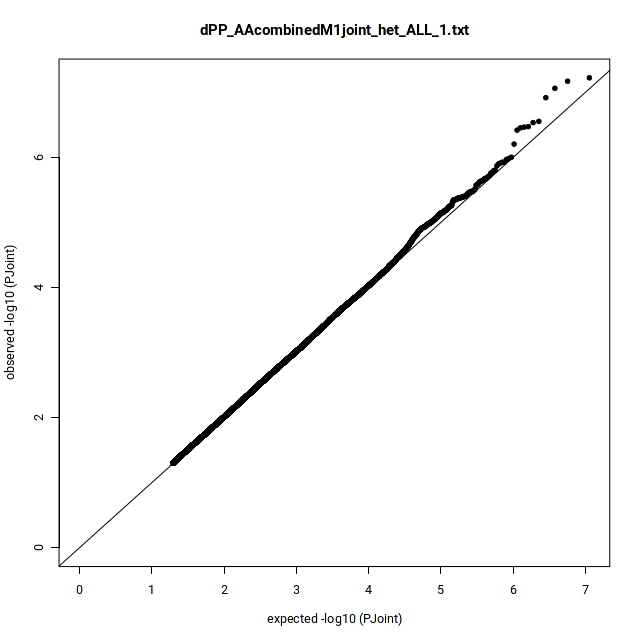 dPP_AAcombinedM1joint_het_ALL_1.txt
observed -log10 (PJoint)
6
4
2
0
0 1 2 3 4 5 6 7
expected -log10 (PJoint)